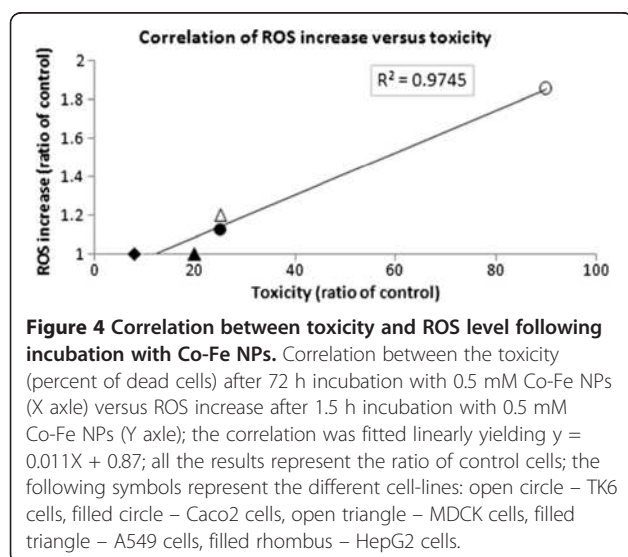 Correlation of ROS increase versus toxicity
ROS increase (ratio of control)
2
1.8
1.6
1.4
1.2
1
R² = 0.9745
0 20 40 60 80 100
Toxicity (ratio of control)
Figure 4 Correlation between toxicity and ROS level following
incubation with Co-Fe NPs. Correlation between the toxicity
(percent of dead cells) after 72 h incubation with 0.5 mM Co-Fe NPs
(X axle) versus ROS increase after 1.5 h incubation with 0.5 mM
Co-Fe NPs (Y axle); the correlation was fitted linearly yielding y =
0.011X + 0.87; all the results represent the ratio of control cells; the
following symbols represent the different cell-lines: open circle – TK6
cells, filled circle – Caco2 cells, open triangle – MDCK cells, filled
triangle – A549 cells, filled rhombus – HepG2 cells.